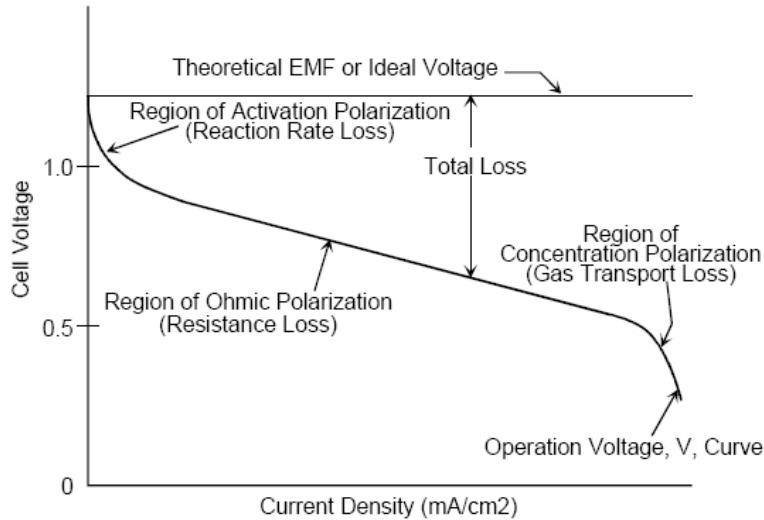 Theoretical EMF or Ideal Voltage
Region of Activation Polarization
(Reaction Rate Loss)
1.0
Total Loss
Cell Voltage
Region of
Concentration Polarization
(Gas Transport Loss)
Region of Ohmic Polarization
(Resistance Loss)
0.5
Operation Voltage, V, Curve
0
Current Density (mA/cm2)